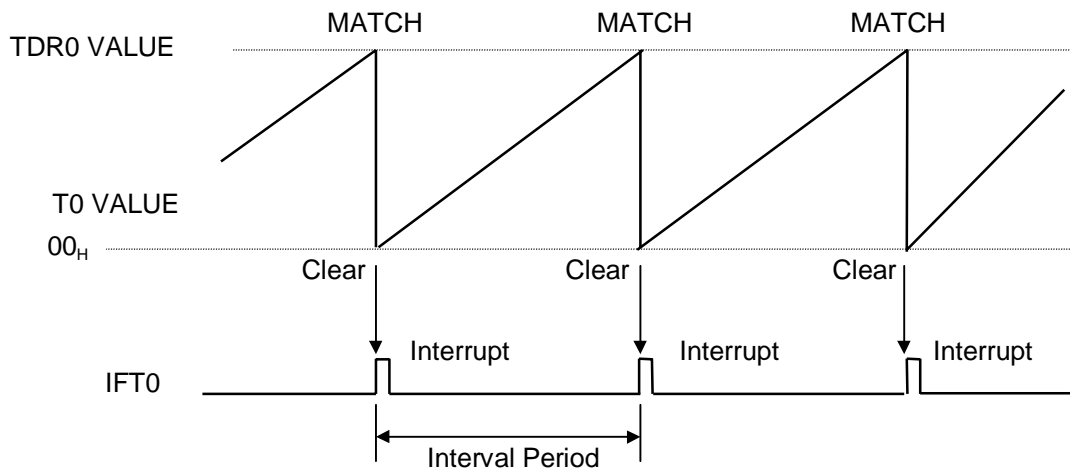 MATCH MATCH MATCH
TDR0 VALUE
T0 VALUE
00H
Clear Clear Clear
Interrupt Interrupt Interrupt
IFT0
Interval Period